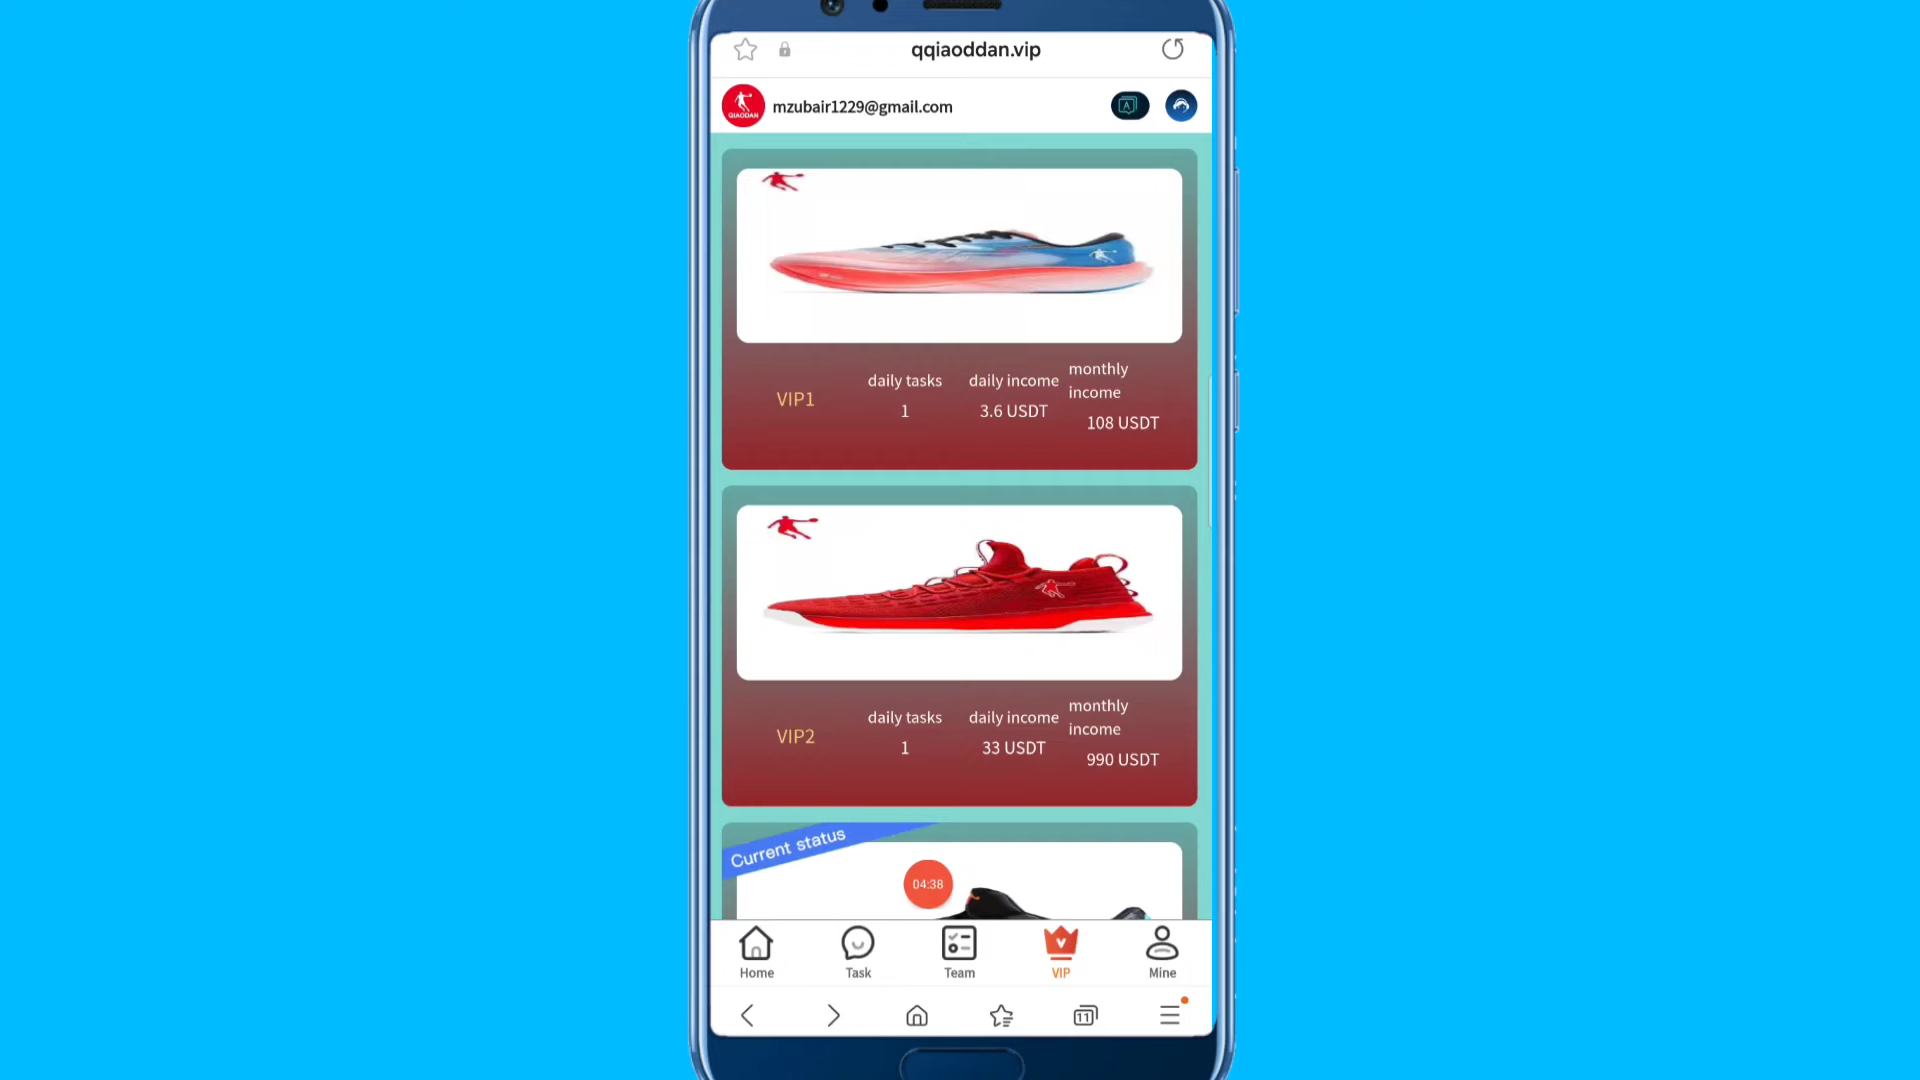 qqiaoddan.vip
QIAODAN
mzubair1229@gmail.com
A
VIP1
daily tasks
1
daily income
3.6 USDT
monthly
income
108 USDT
VIP2
daily tasks
1
daily income
33 USDT
monthly
income
990 USDT
Current status
04:38
Home
Task
Team
VIP
Mine
11